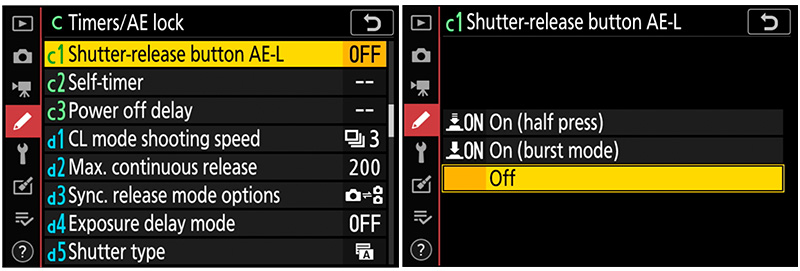 C Timers/AE lock
c1 Shutter-release button AE-L OFF
c2 Self-timer --
c3 Power off delay --
d1 CL mode shooting speed 3
d2 Max. continuous release 200
d3 Sync. release mode options
d4 Exposure delay mode OFF
d5 Shutter type A
?
c1 Shutter-release button AE-L
ON On (half press)
ON On (burst mode)
Off
?